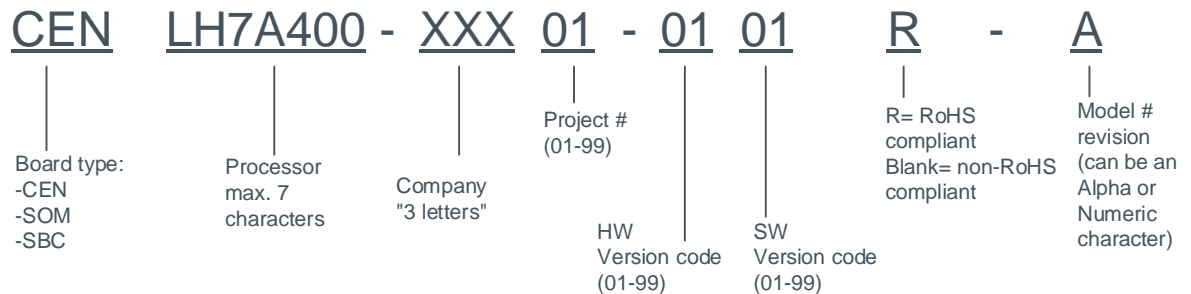 CEN LH7A400 - XXX 01 - 01 01 R - A
Board type:
-CEN
-SOM
-SBC
Processor
max. 7
characters
Company
"3 letters"
Project #
(01-99)
HW
Version code
(01-99)
SW
Version code
(01-99)
R= RoHS
compliant
Blank= non-RoHS
compliant
Model #
revision
(can be an
Alpha or
Numeric
character)